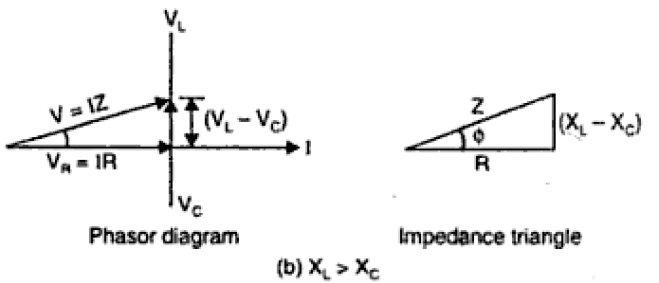 V_L
V = IZ
(V_L – V_C)
V_R = IR
I
V_C
Phasor diagram
Z
(X_L – X_C)
ϕ
R
Impedance triangle
(b) X_L > X_C